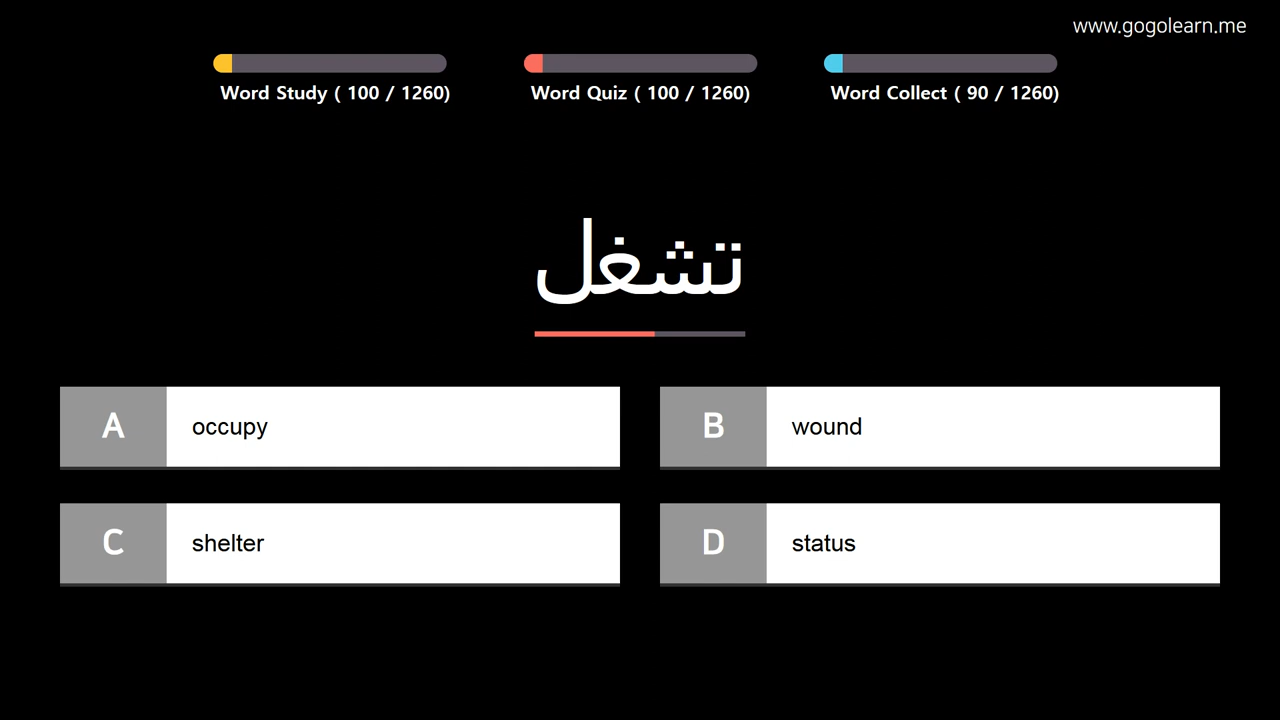 www.gogolearn.me
Word Study ( 100 / 1260)
Word Quiz ( 100 / 1260)
Word Collect ( 90 / 1260)
تشغل
A occupy
B wound
C shelter
D status